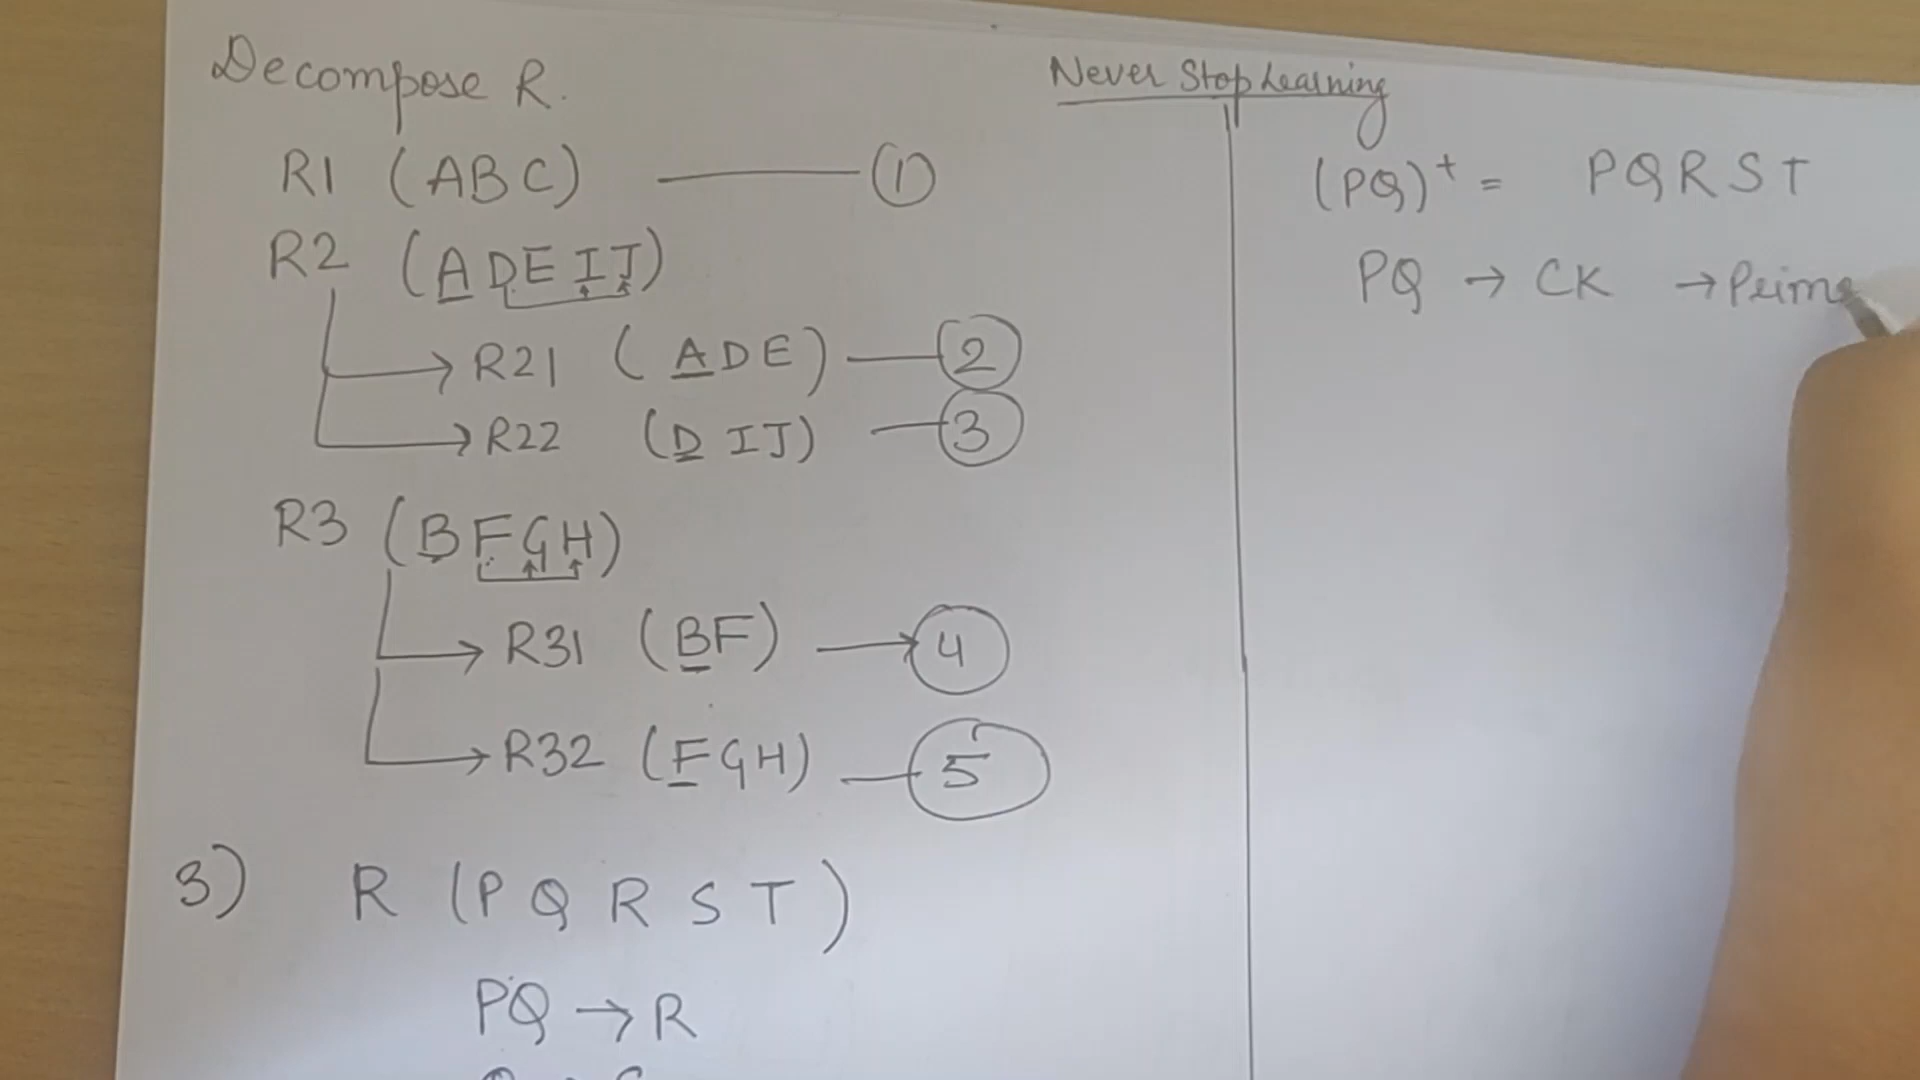 Decompose R.
R1 (ABC) ——— 1
R2 (ADEIJ)
→ R21 (ADE) — 2
→ R22 (DIJ) — 3
R3 (BFGH)
→ R31 (BF) → 4
→ R32 (FGH) — 5
3) R (P Q R S T)
PQ → R
Never Stop Learning
(PQ)⁺ = PQRST
PQ → CK → Prime